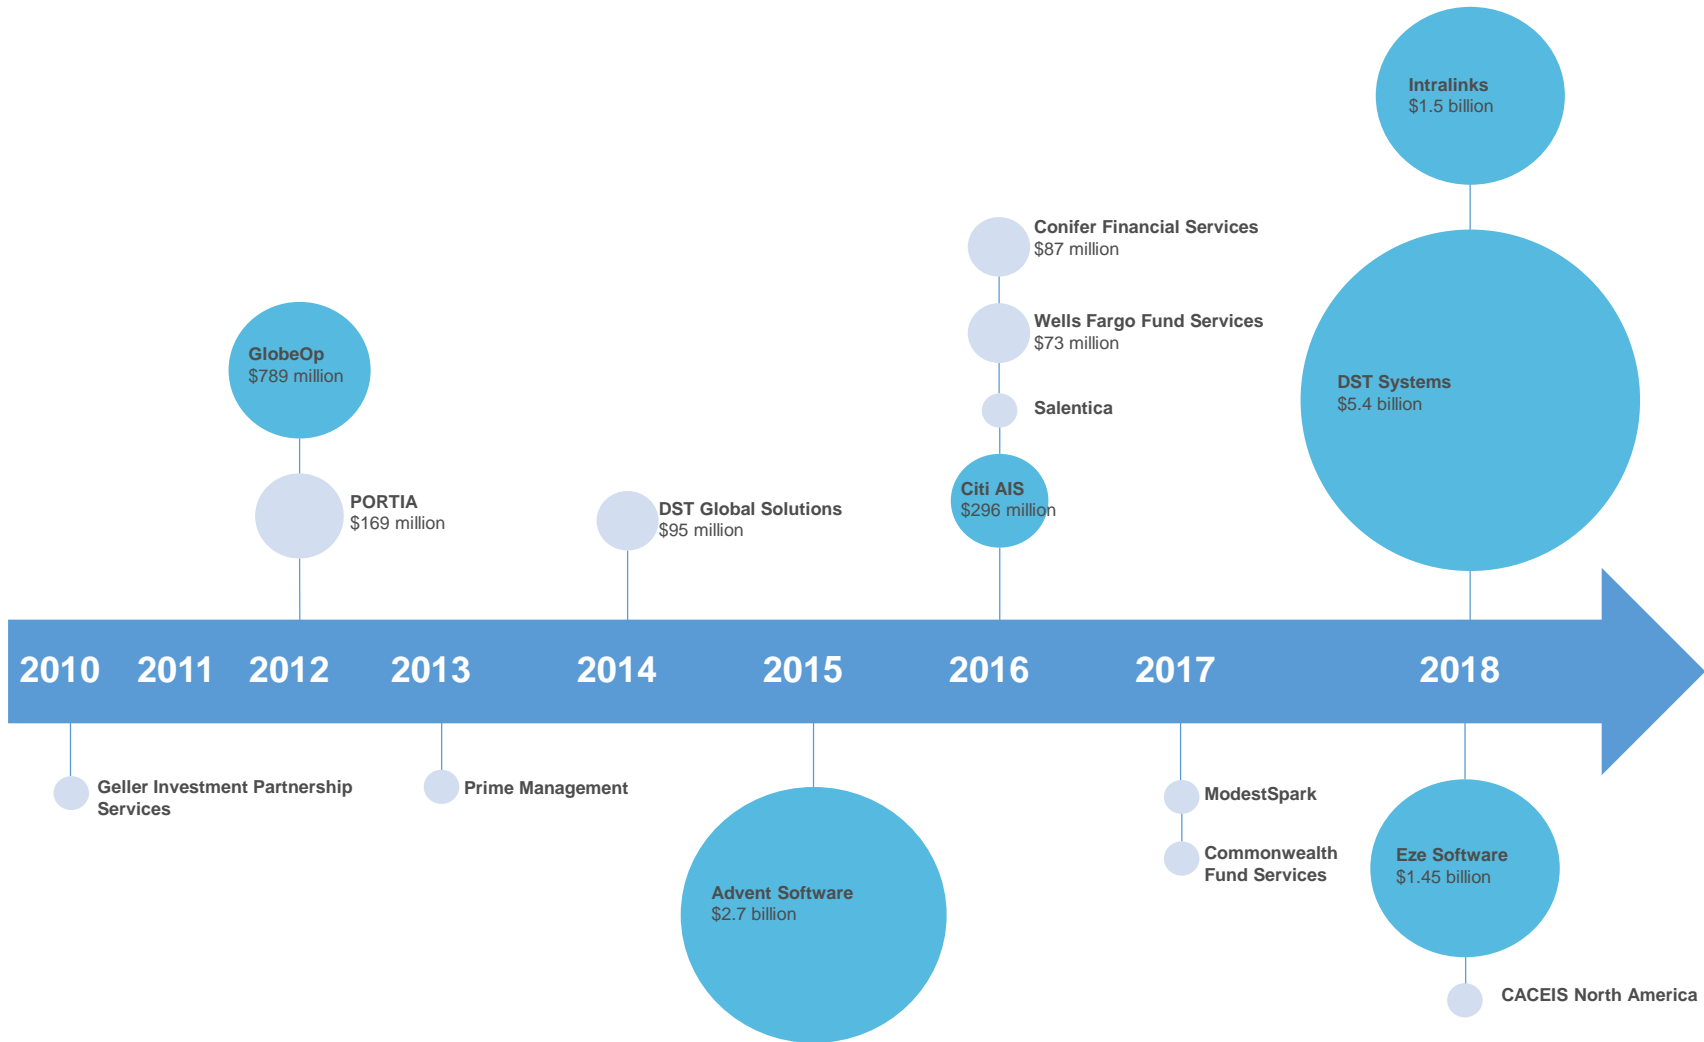 Intralinks
$1.5 billion
Conifer Financial Services
$87 million
Wells Fargo Fund Services
$73 million
GlobeOp
$789 million
DST Systems
$5.4 billion
Salentica
Citi AIS
$296 million
PORTIA
$169 million
DST Global Solutions
$95 million
2010 2011 2012 2013 2014 2015 2016 2017 2018
Geller Investment Partnership
Services
Prime Management
ModestSpark
Commonwealth
Fund Services
Advent Software
$2.7 billion
Eze Software
$1.45 billion
CACEIS North America